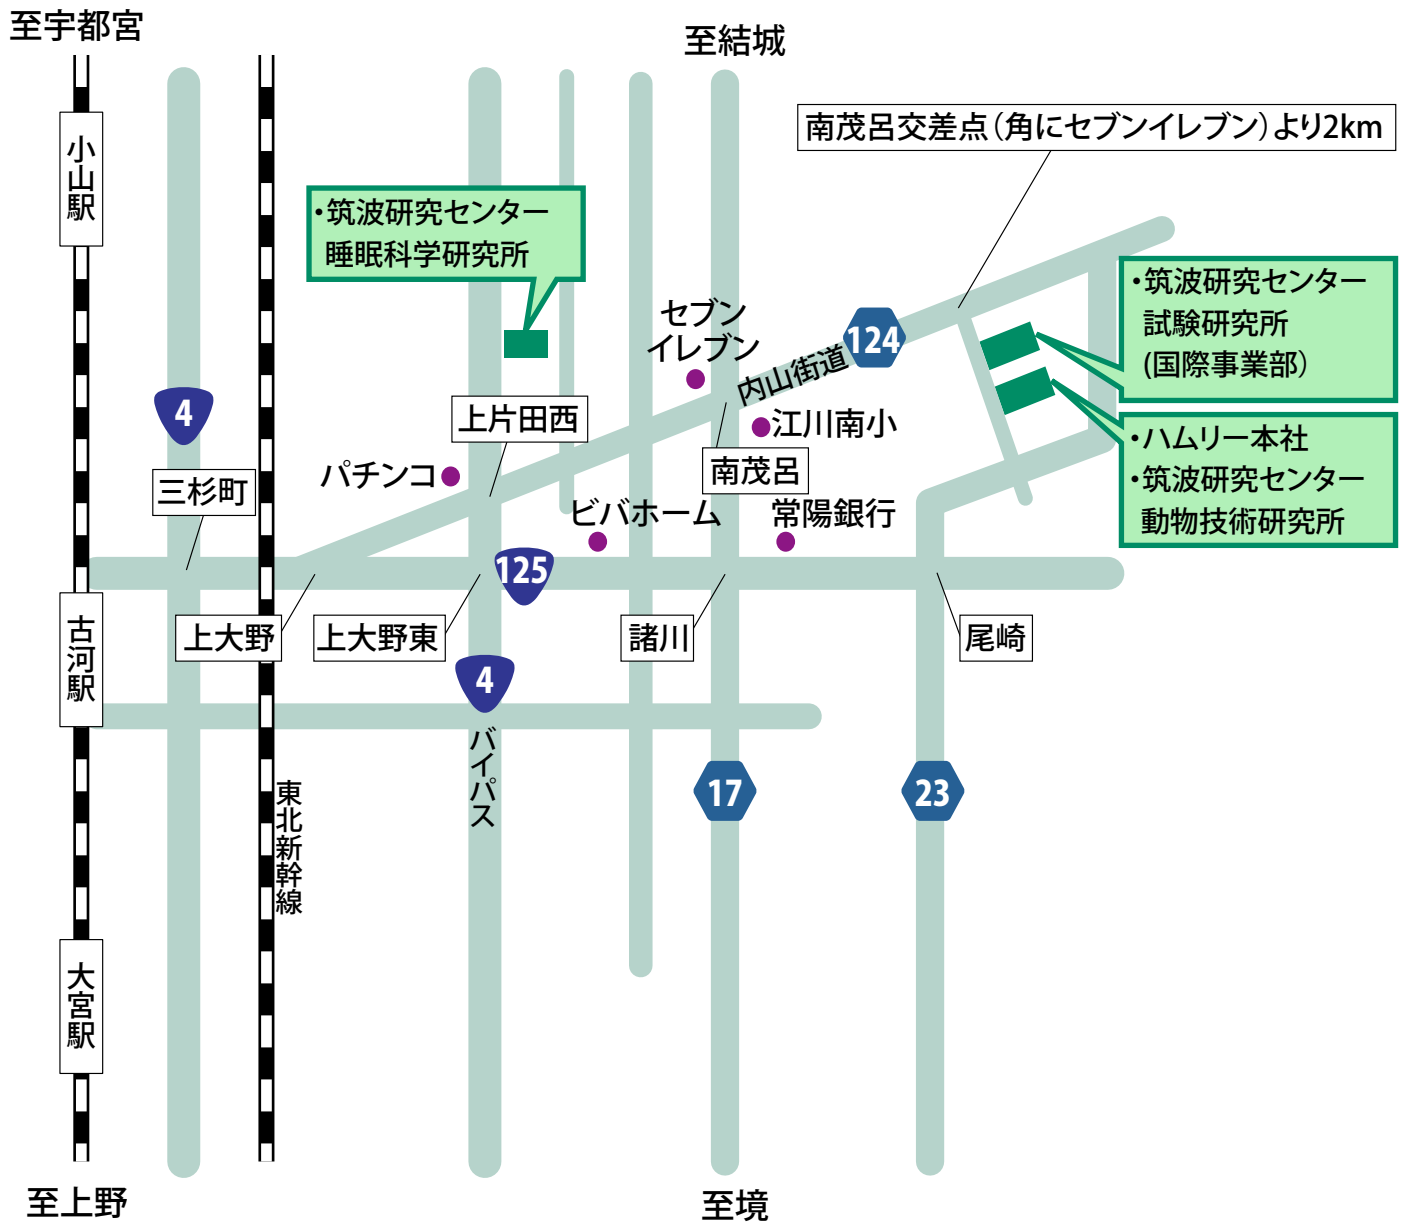 至宇都宮
至結城
南茂呂交差点（角にセブンイレブン）より2km
小山駅
・筑波研究センター
睡眠科学研究所
・筑波研究センター
試験研究所
(国際事業部）
セブン
イレブン
124
内山街道
4
上片田西
江川南小
・ハムリー本社
・筑波研究センター
動物技術研究所
パチンコ
南茂呂
三杉町
ビバホーム
常陽銀行
125
古河駅
上大野
上大野東
諸川
尾崎
4
バイパス
17
23
東北新幹線
大宮駅
至上野
至境